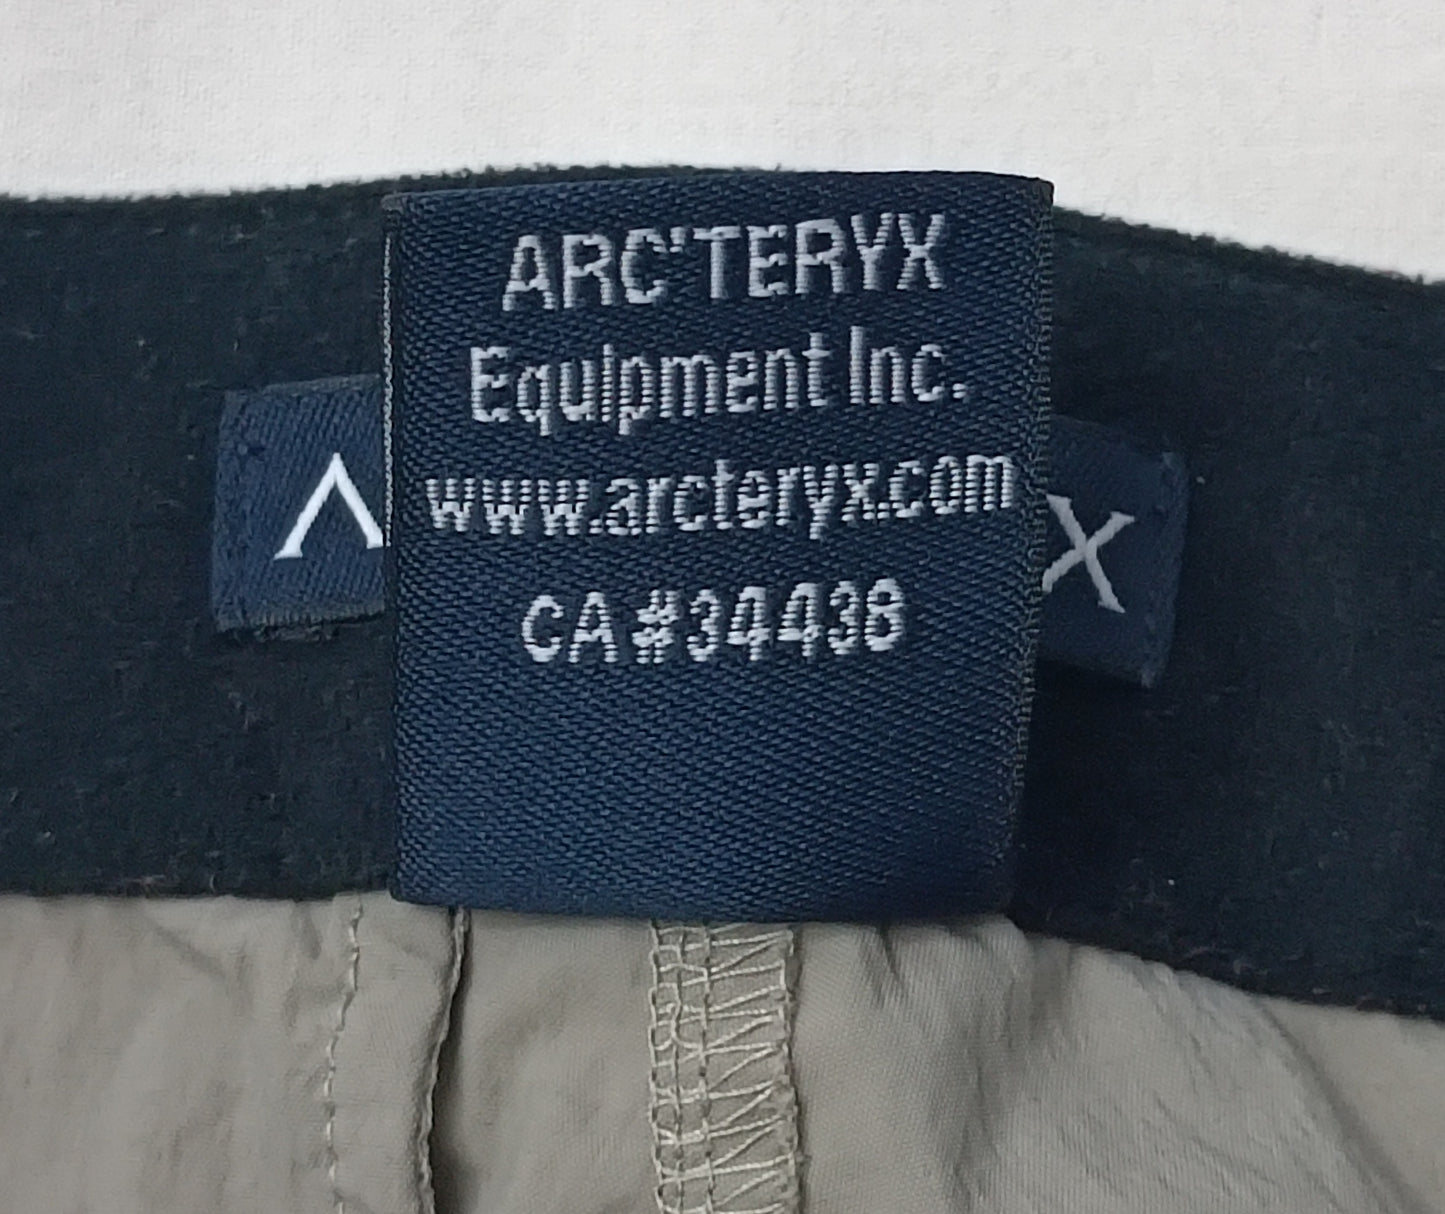 ARC'TERYX
Equipment Inc.
www.arcteryx.com
CA#34438
Λ X